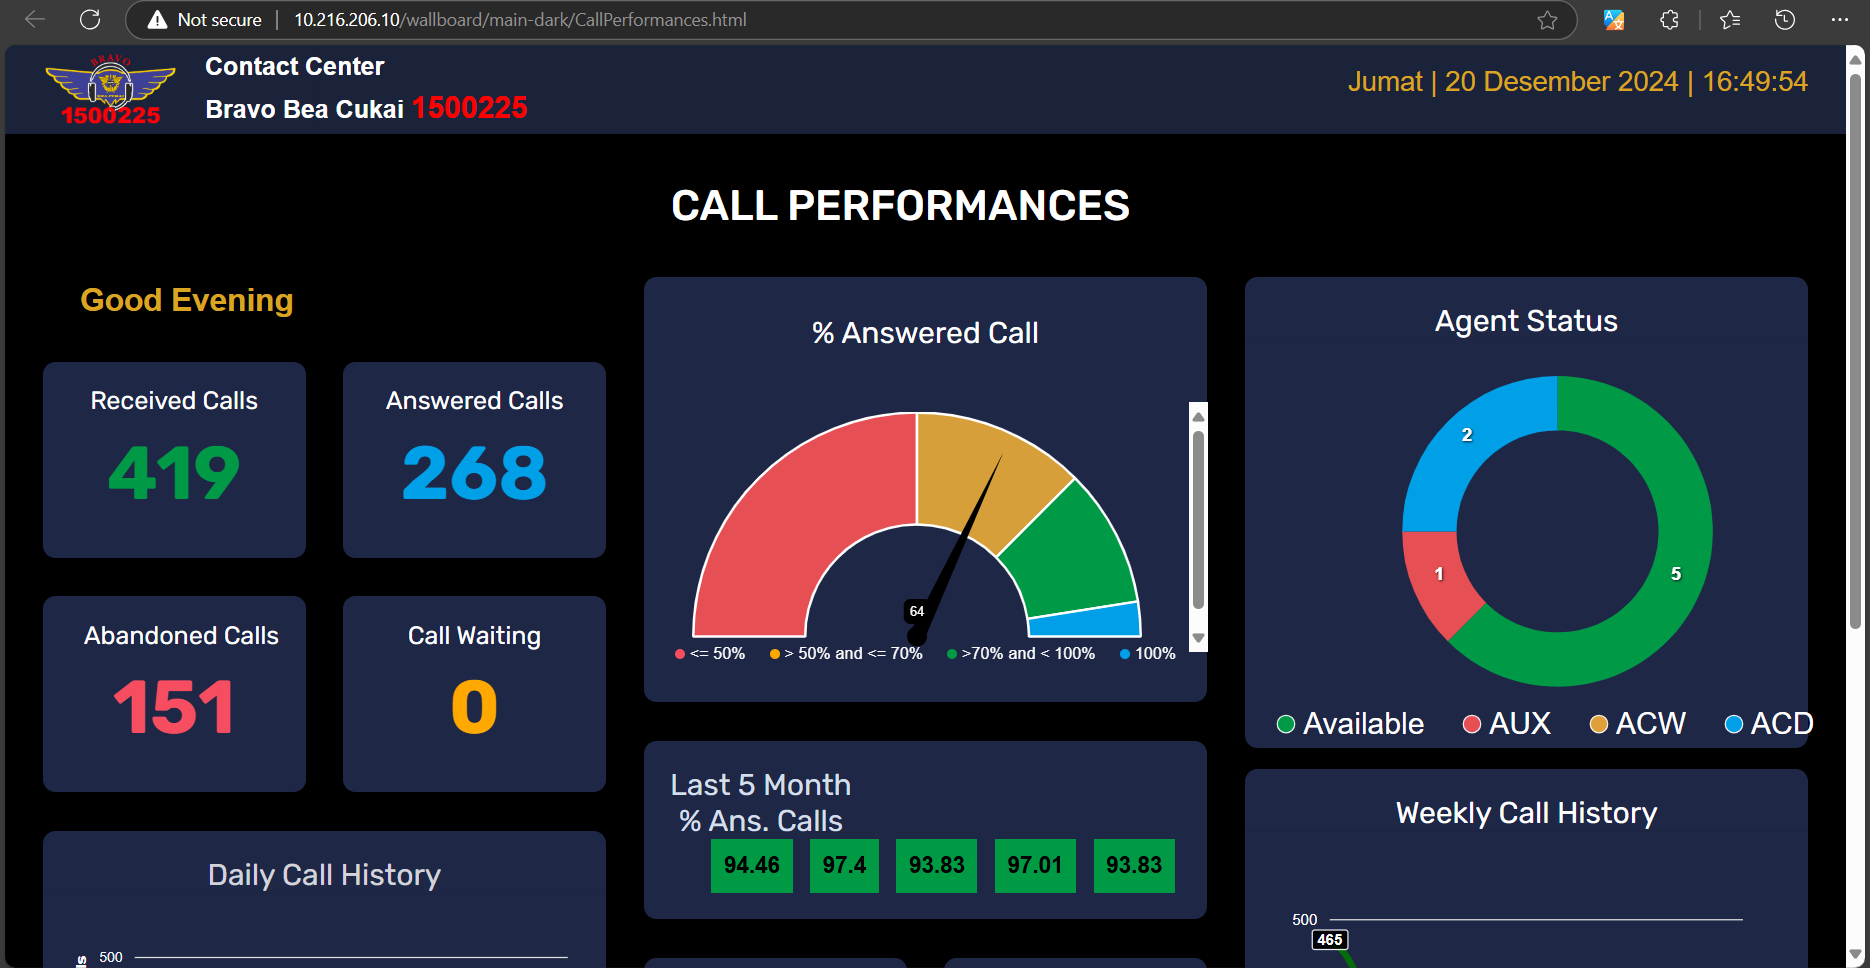 Not secure
10.216.206.10/wallboard/main-dark/CallPerformances.html
BRAVO
1500225
Contact Center
Bravo Bea Cukai 1500225
Jumat | 20 Desember 2024 | 16:49:54
CALL PERFORMANCES
Good Evening
Received Calls
419
Answered Calls
268
Abandoned Calls
151
Call Waiting
0
Daily Call History
500
% Answered Call
64
<= 50%
> 50% and <= 70%
>70% and < 100%
100%
Last 5 Month
% Ans. Calls
94.46 97.4 93.83 97.01 93.83
Agent Status
2
1
5
Available AUX ACW ACD
Weekly Call History
500
465